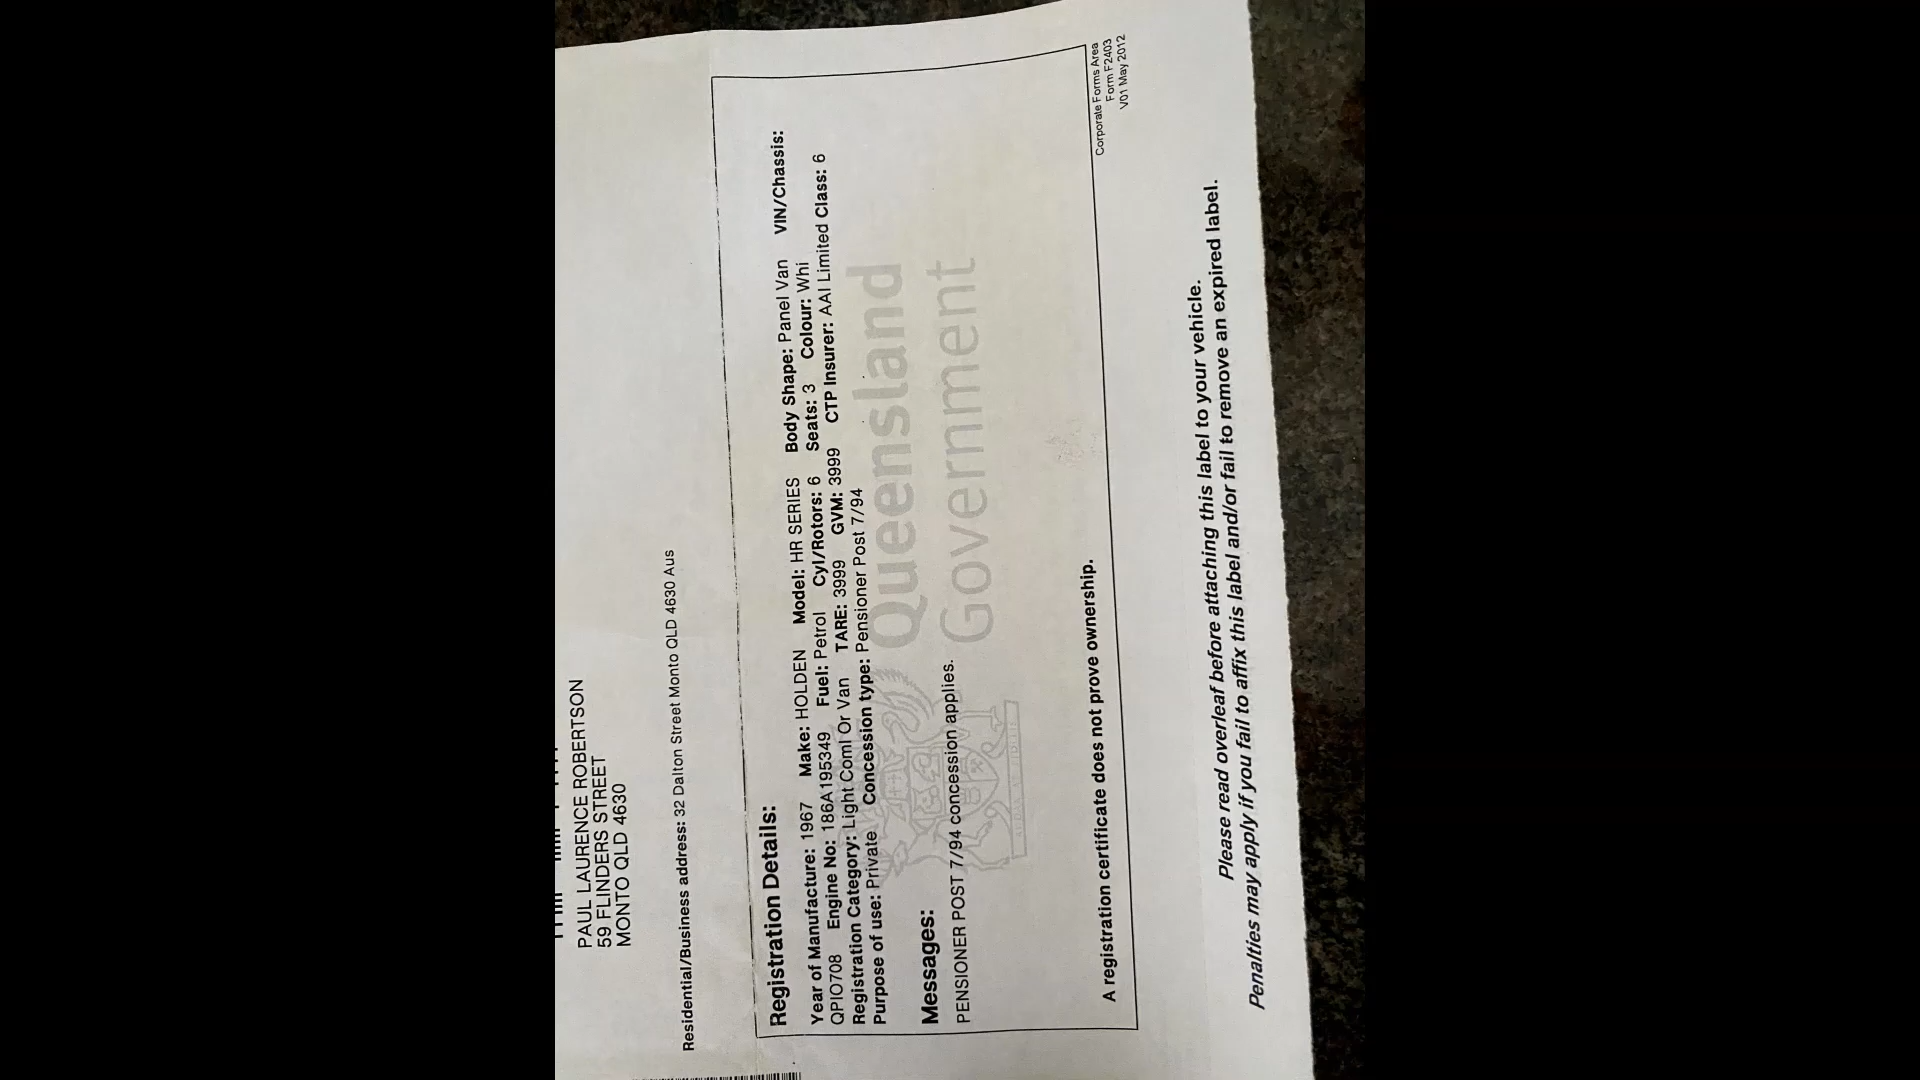 PAUL LAURENCE ROBERTSON
59 FLINDERS STREET
MONTO QLD 4630
Residential/Business address: 32 Dalton Street Monto QLD 4630 Aus
Registration Details:
Year of Manufacture: 1967 Make: HOLDEN Model: HR SERIES Body Shape: Panel Van VIN/Chassis:
QPIO708 Engine No: 186A195349 Fuel: Petrol Cyl/Rotors: 6 Seats: 3 Colour: Whi
Registration Category: Light Coml Or Van TARE: 3999 GVM: 3999 CTP Insurer: AAI Limited Class: 6
Purpose of use: Private Concession type: Pensioner Post 7/94
Queensland
Government
Messages:
PENSIONER POST 7/94 concession applies.
A registration certificate does not prove ownership.
Corporate Forms Area
Form F2403
V01 May 2012
Please read overleaf before attaching this label to your vehicle.
Penalties may apply if you fail to affix this label and/or fail to remove an expired label.